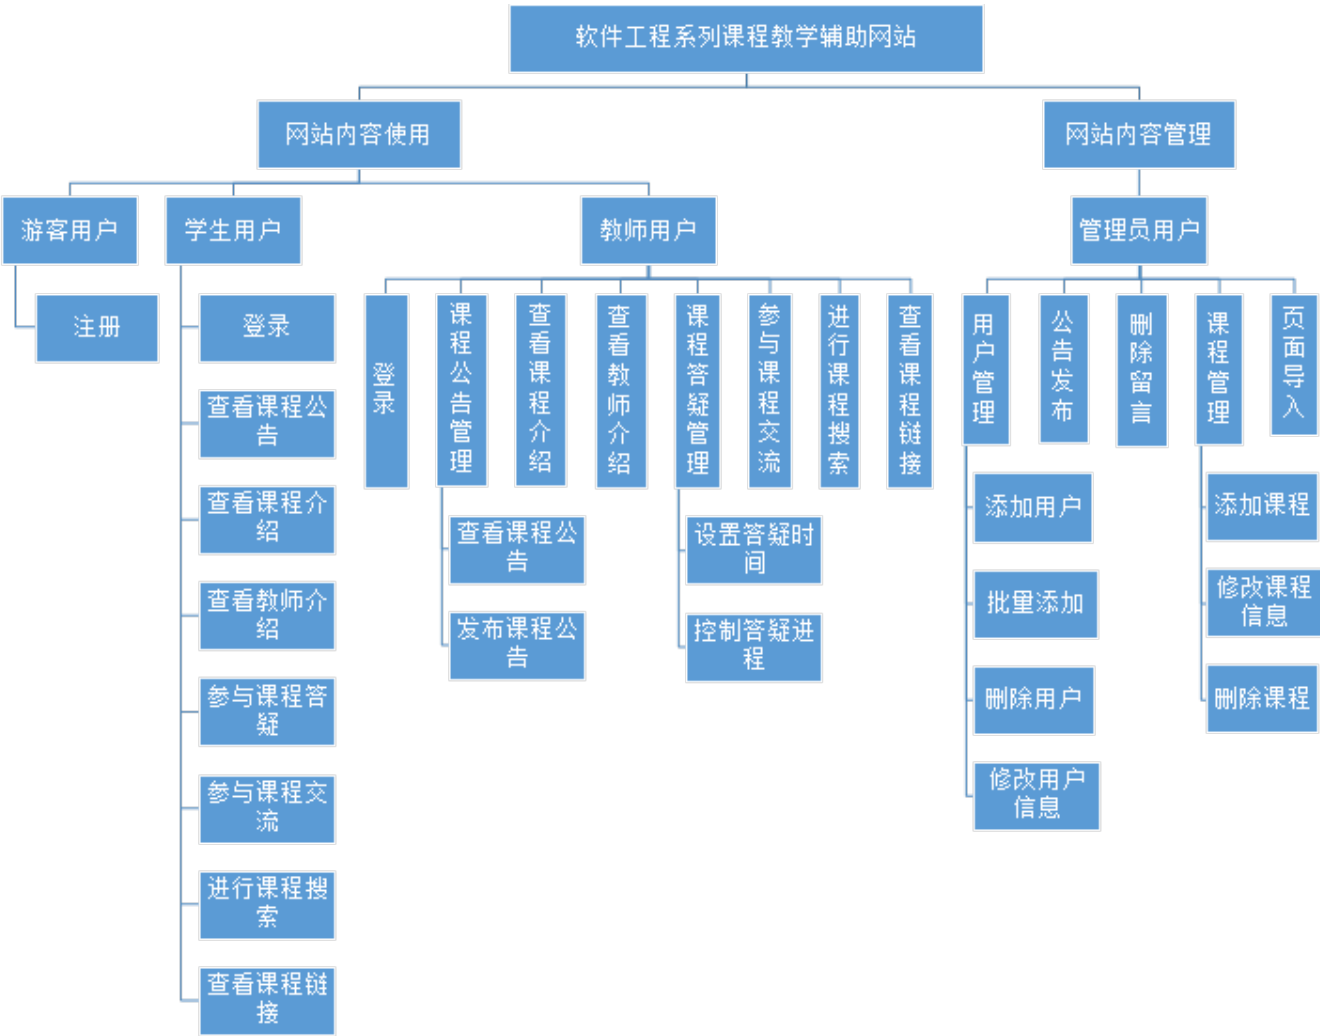 软件工程系列课程教学辅助网站
网站内容使用
网站内容管理
游客用户
学生用户
教师用户
管理员用户
注册
登录
查看课程公
告
查看课程介
绍
查看教师介
绍
参与课程答
疑
参与课程交
流
进行课程搜
索
查看课程链
接
登录
课程公告管理
查看课程介绍
查看教师介绍
课程答疑管理
参与课程交流
进行课程搜索
查看课程链接
查看课程公
告
发布课程公
告
设置答疑时
间
控制答疑进
程
用户管理
公告发布
删除留言
课程管理
页面导入
添加用户
批量添加
删除用户
修改用户
信息
添加课程
修改课程
信息
删除课程